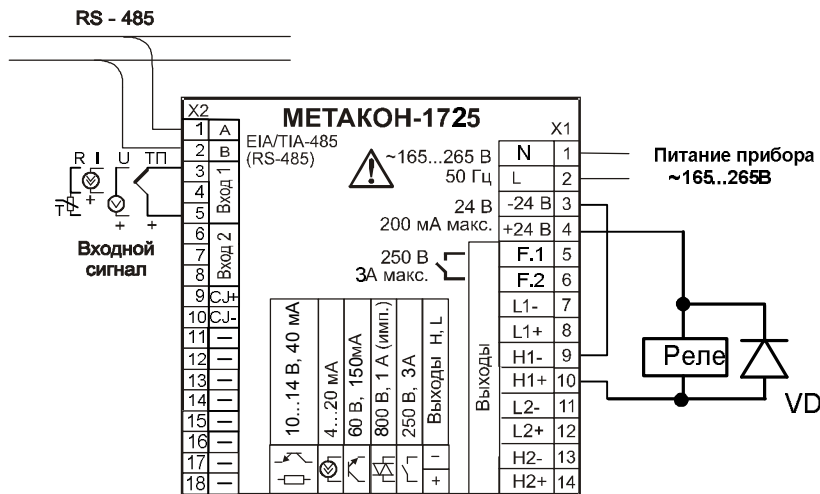 RS - 485
X2
МЕТАКОН-1725
X1
1 A
2 B
3
4
5
6
7
8
9 CJ+
10 CJ-
11 –
12 –
13 –
14 –
15 –
16 –
17 –
18 –
EIA/TIA-485
(RS-485)
Вход 1
Вход 2
R I U ТП
+ + +
T
Входной
сигнал
~165...265 В
50 Гц
24 В
200 мА макс.
250 В
3А макс.
N 1
L 2
-24 В 3
+24 В 4
F.1 5
F.2 6
L1- 7
L1+ 8
H1- 9
H1+ 10
L2- 11
L2+ 12
H2- 13
H2+ 14
Выходы
10...14 В, 40 мА
4...20 мА
60 В, 150мА
800 В, 1 А (имп.)
250 В, 3А
Выходы H, L
–
+
Питание прибора
~165...265В
Реле
VD